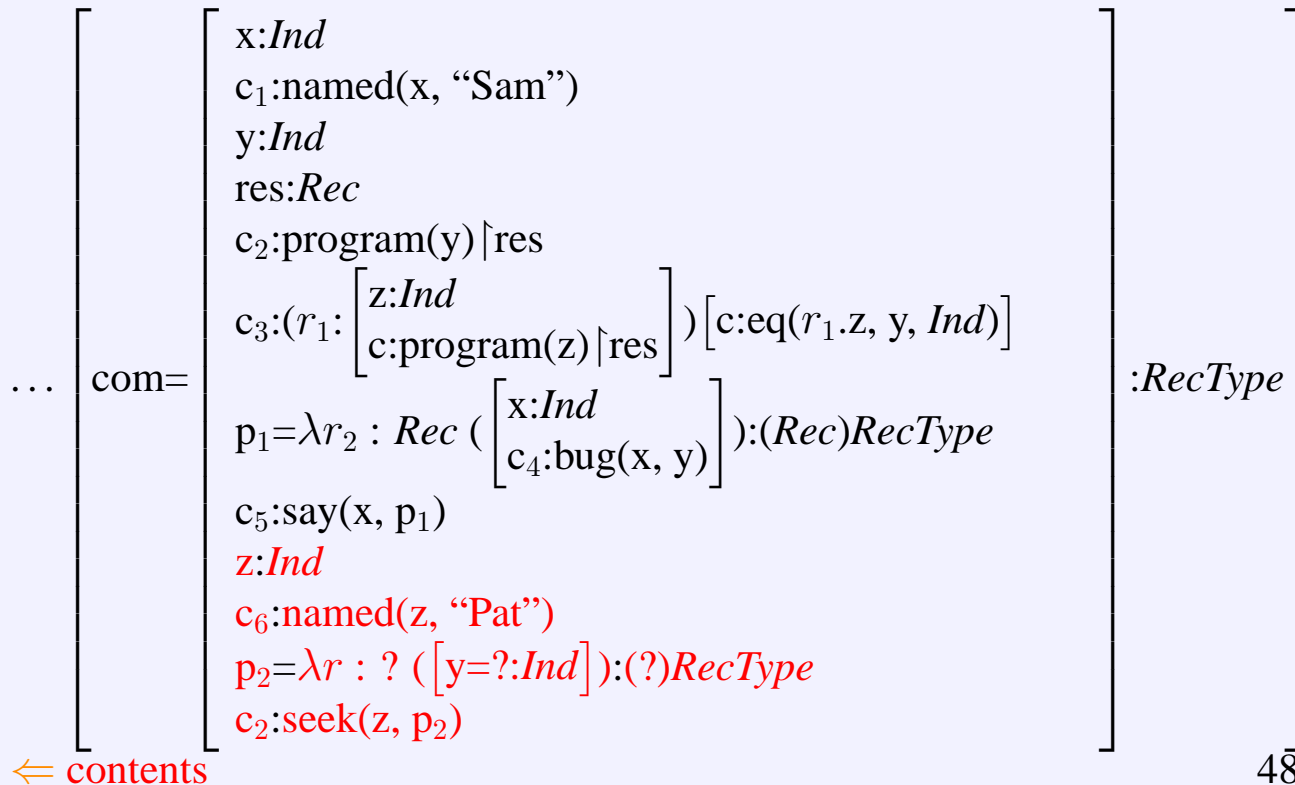 x:Ind
c₁:named(x, “Sam”)
y:Ind
res:Rec
c₂:program(y)↾res
c₃:(r₁:[z:Ind
c:program(z)↾res])[c:eq(r₁.z, y, Ind)]
… [com= [ ] :RecType
p₁=λr₂ : Rec ([x:Ind
c₄:bug(x, y)]):(Rec)RecType
c₅:say(x, p₁)
z:Ind
c₆:named(z, “Pat”)
p₂=λr : ? ([y=?:Ind]):(?)RecType
c₂:seek(z, p₂)
⇐ contents 48